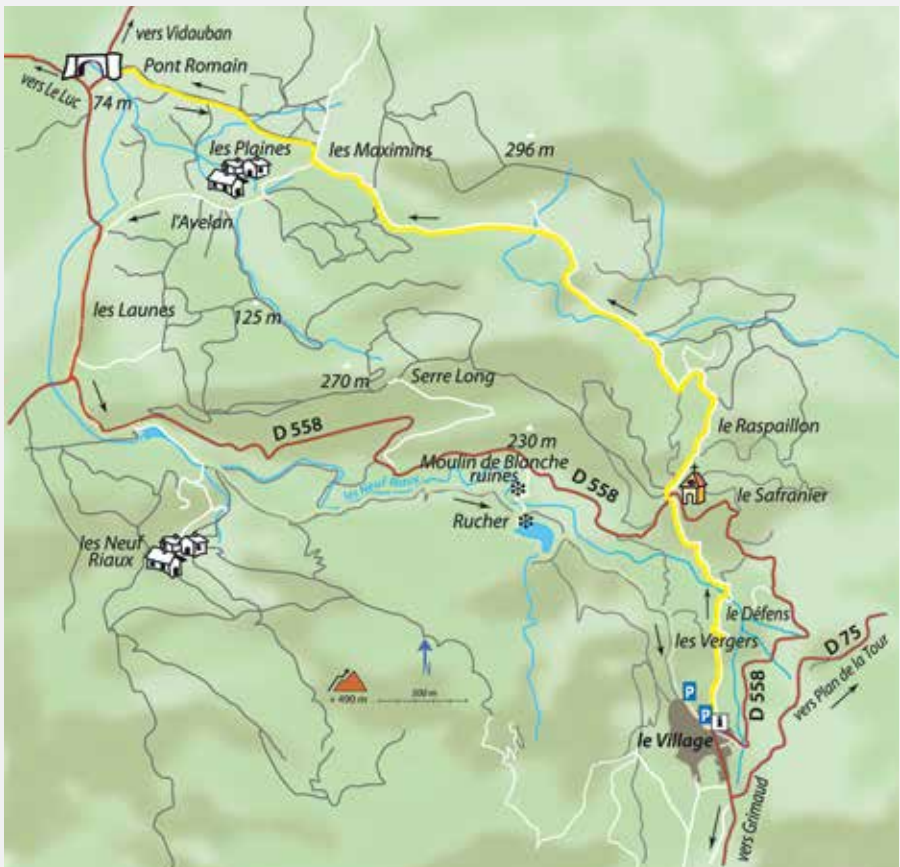 vers Vidauban
Pont Romain
vers Le Luc
74 m
les Plaines
les Maximins
296 m
l'Avelan
les Launes
125 m
270 m
Serre Long
D 558
230 m
le Raspaillon
Moulin de Blanche
ruines
D 558
les Neuf Riaux
le Safranier
Rucher
les Neuf
Riaux
le Défens
les Vergers
D 75
vers Plan de la Tour
D 558
+ 490 m
P
P
i
le Village
vers Grimaud